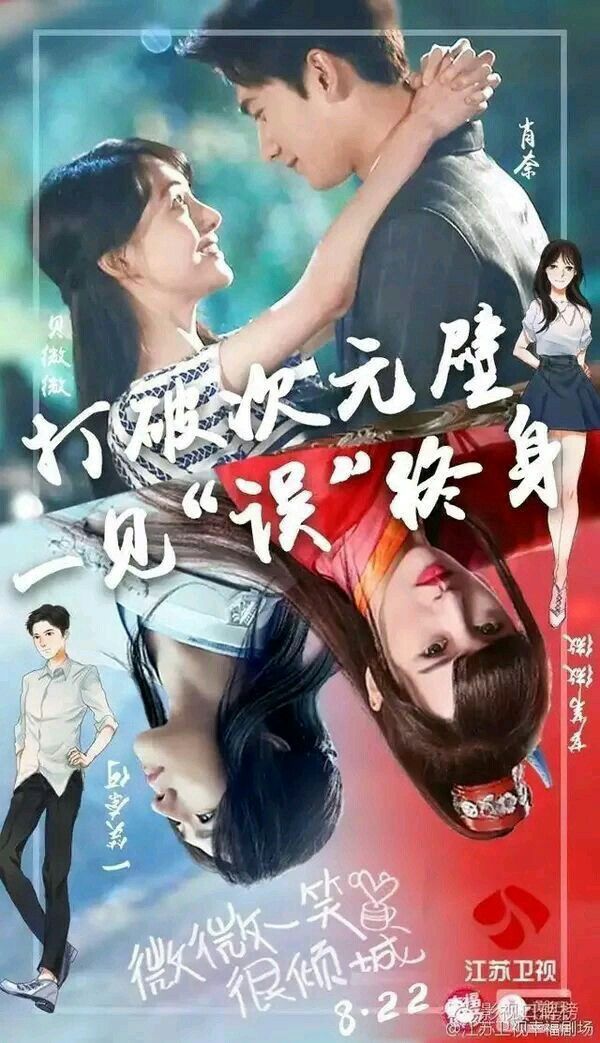 肖奈
贝微微
打破次元壁
一见“误”终身
芦苇微微
一笑奈何
微微一笑
很倾城
8.22
江苏卫视
@江苏卫视幸福剧场